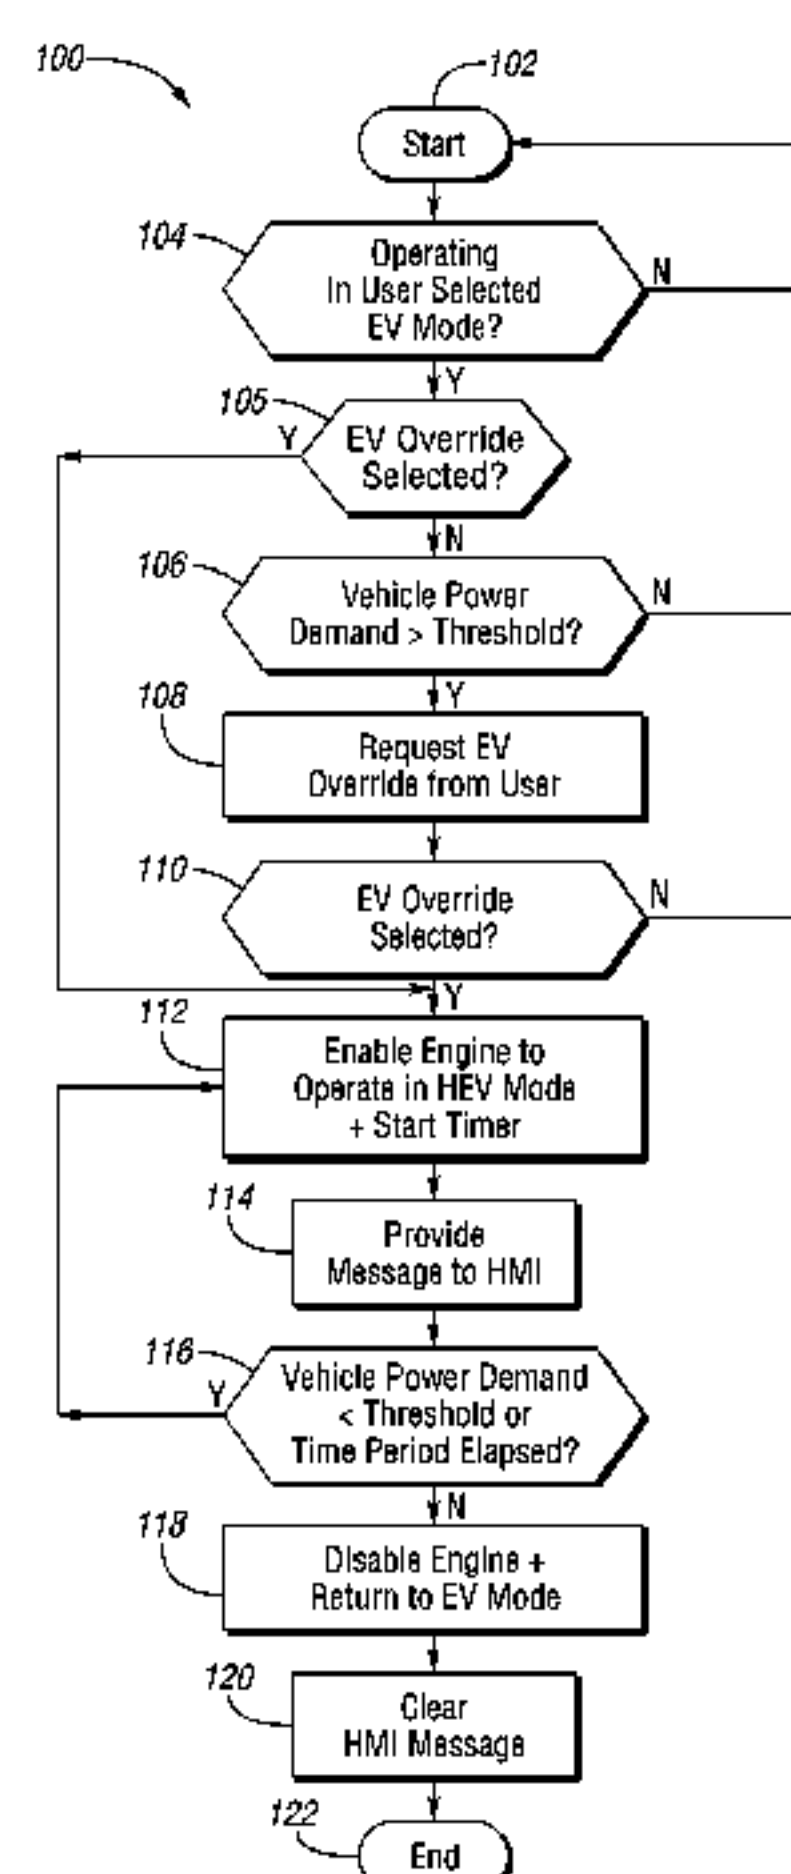 100
102
Start
104
Operating
In User Selected
EV Mode?
N
Y
105
Y
EV Override
Selected?
N
106
Vehicle Power
Demand > Threshold?
N
Y
108
Request EV
Override from User
110
EV Override
Selected?
N
Y
112
Enable Engine to
Operate in HEV Mode
+ Start Timer
114
Provide
Message to HMI
116
Y
Vehicle Power Demand
< Threshold or
Time Period Elapsed?
N
118
Disable Engine +
Return to EV Mode
120
Clear
HMI Message
122
End